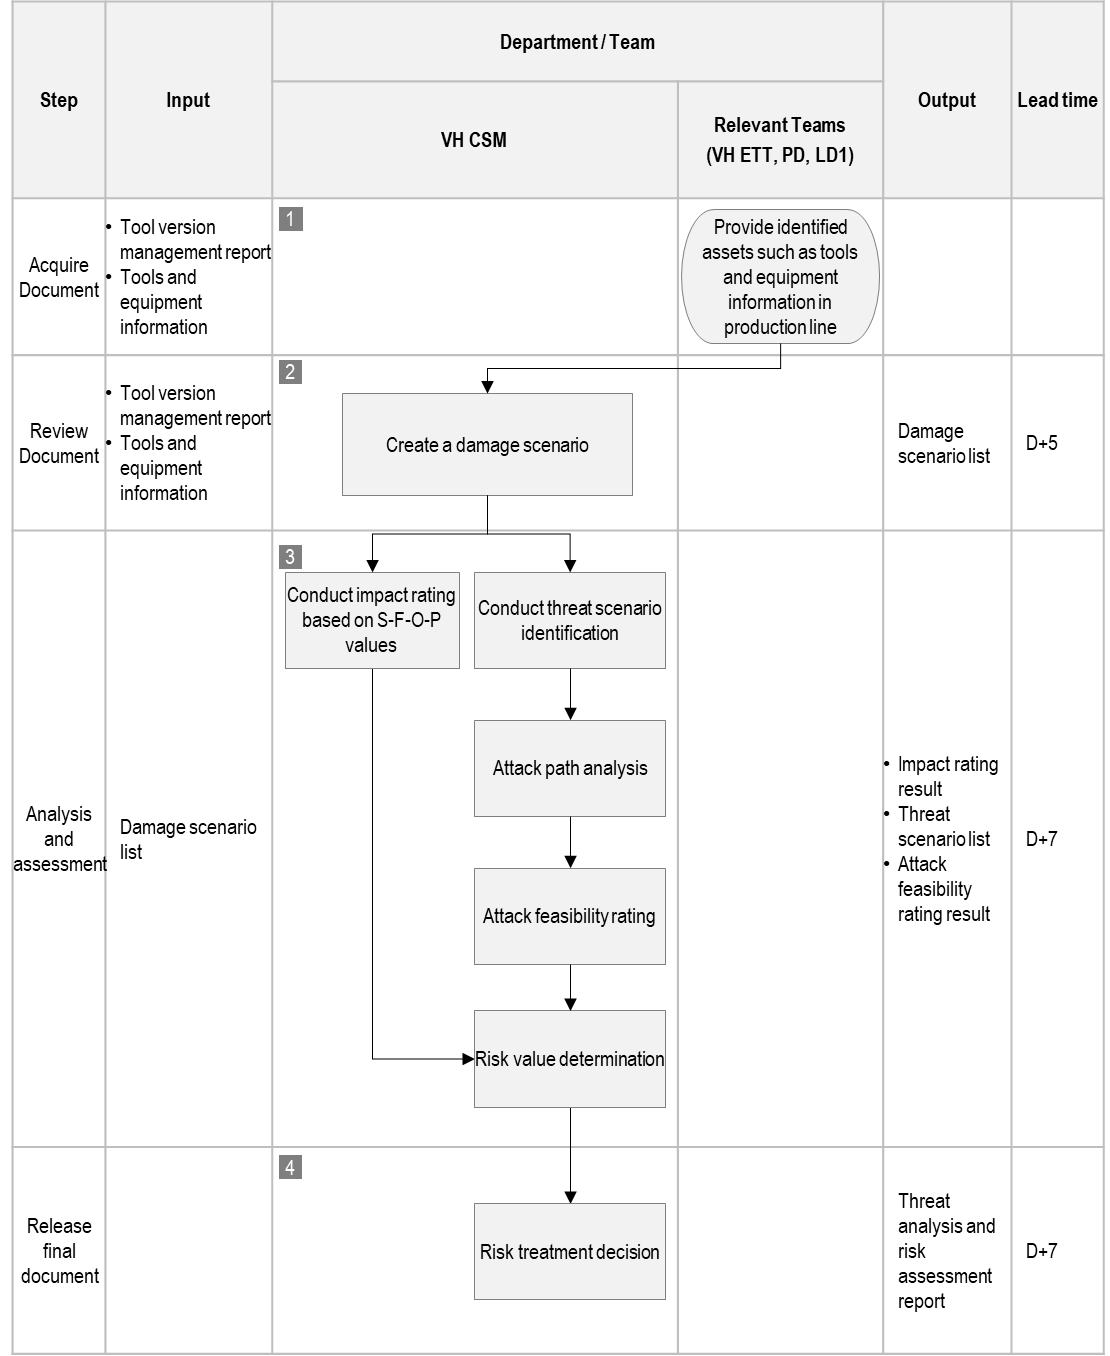 Step
Input
Department / Team
VH CSM
Relevant Teams
(VH ETT, PD, LD1)
Output
Lead time
Acquire
Document
• Tool version
management report
• Tools and
equipment
information
1
Provide identified
assets such as tools
and equipment
information in
production line
Review
Document
• Tool version
management report
• Tools and
equipment
information
2
Create a damage scenario
Damage
scenario list
D+5
Analysis
and
assessment
Damage scenario
list
3
Conduct impact rating
based on S-F-O-P
values
Conduct threat scenario
identification
Attack path analysis
Attack feasibility rating
Risk value determination
• Impact rating
result
• Threat
scenario list
• Attack
feasibility
rating result
D+7
Release
final
document
4
Risk treatment decision
Threat
analysis and
risk
assessment
report
D+7